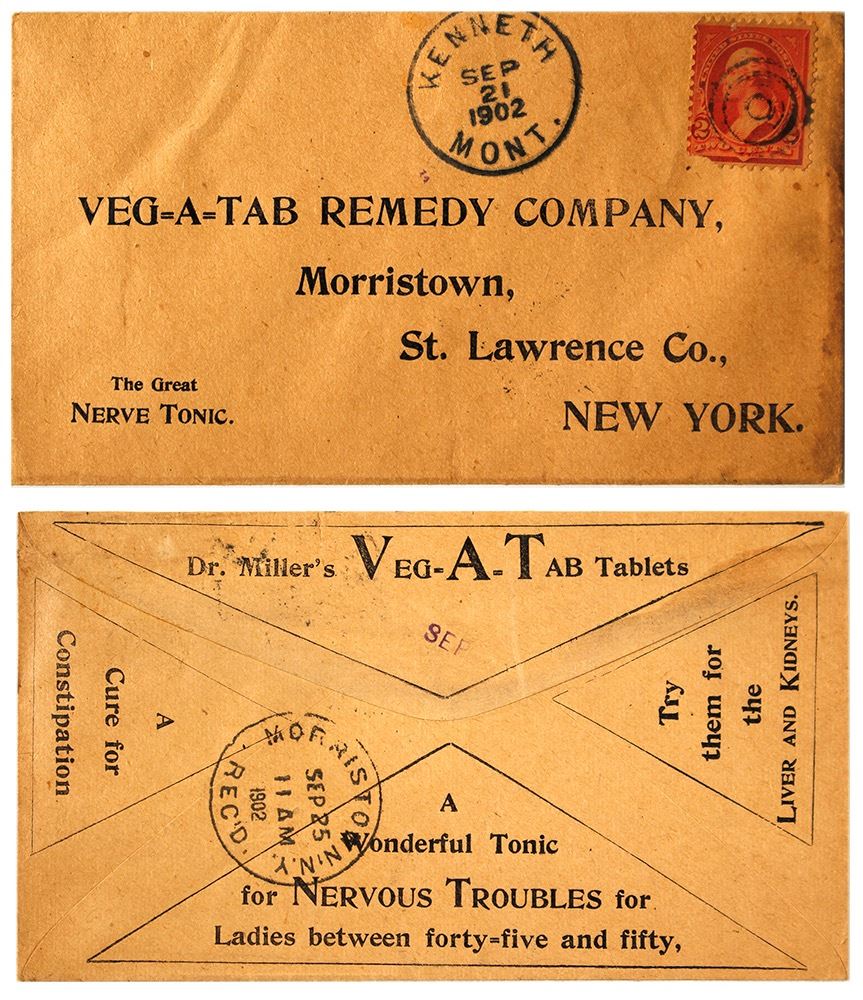 KENNETH
SEP
21
1902
MONT.
TWO CENTS
VEG=A=TAB REMEDY COMPANY,
Morristown,
St. Lawrence Co.,
NEW YORK.
The Great
NERVE TONIC.
Dr. Miller's VEG=A=TAB Tablets
SEP
A
Cure for
Constipation
Try
them for
the
LIVER AND KIDNEYS.
MORRISTOWN, N.Y.
SEP 25
11 AM
1902
REC'D.
A
Wonderful Tonic
for NERVOUS TROUBLES for
Ladies between forty=five and fifty,